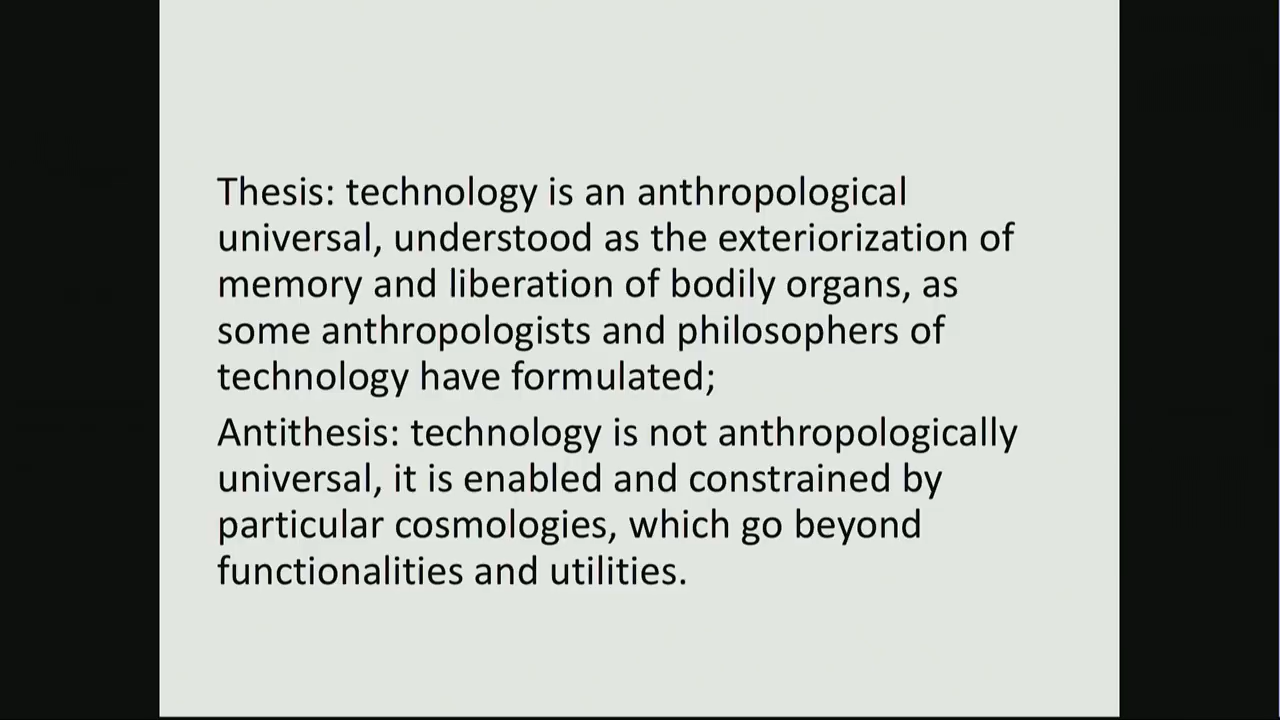 Thesis: technology is an anthropological
universal, understood as the exteriorization of
memory and liberation of bodily organs, as
some anthropologists and philosophers of
technology have formulated;
Antithesis: technology is not anthropologically
universal, it is enabled and constrained by
particular cosmologies, which go beyond
functionalities and utilities.